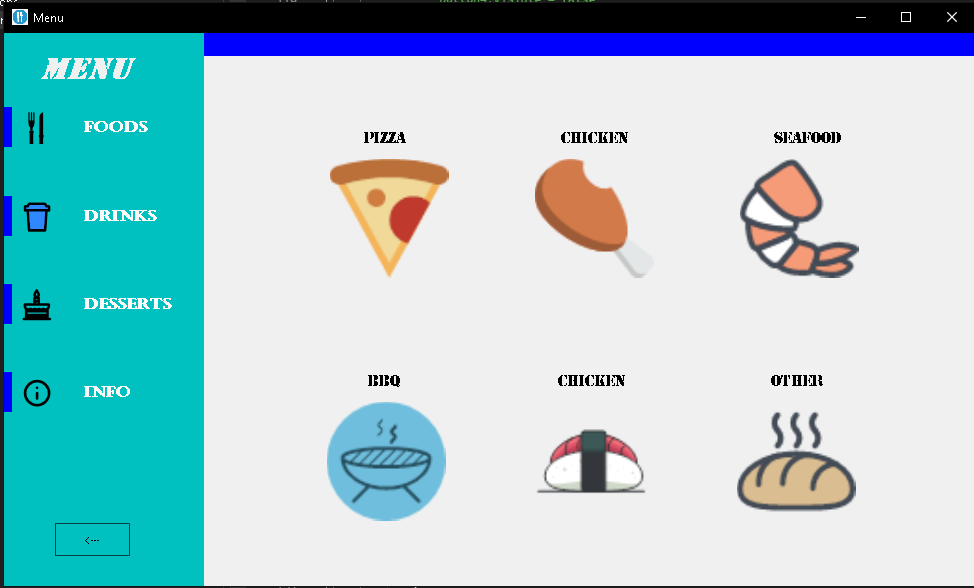 Menu
MENU
FOODS
DRINKS
DESSERTS
INFO
<---
PIZZA
CHICKEN
SEAFOOD
BBQ
CHICKEN
OTHER